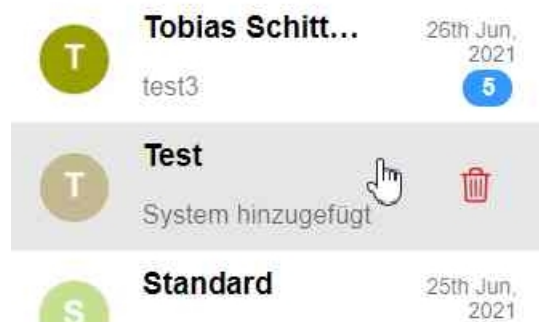 T
Tobias Schitt...
26th Jun,
2021
test3
5
T
Test
System hinzugefügt
S
Standard
25th Jun,
2021